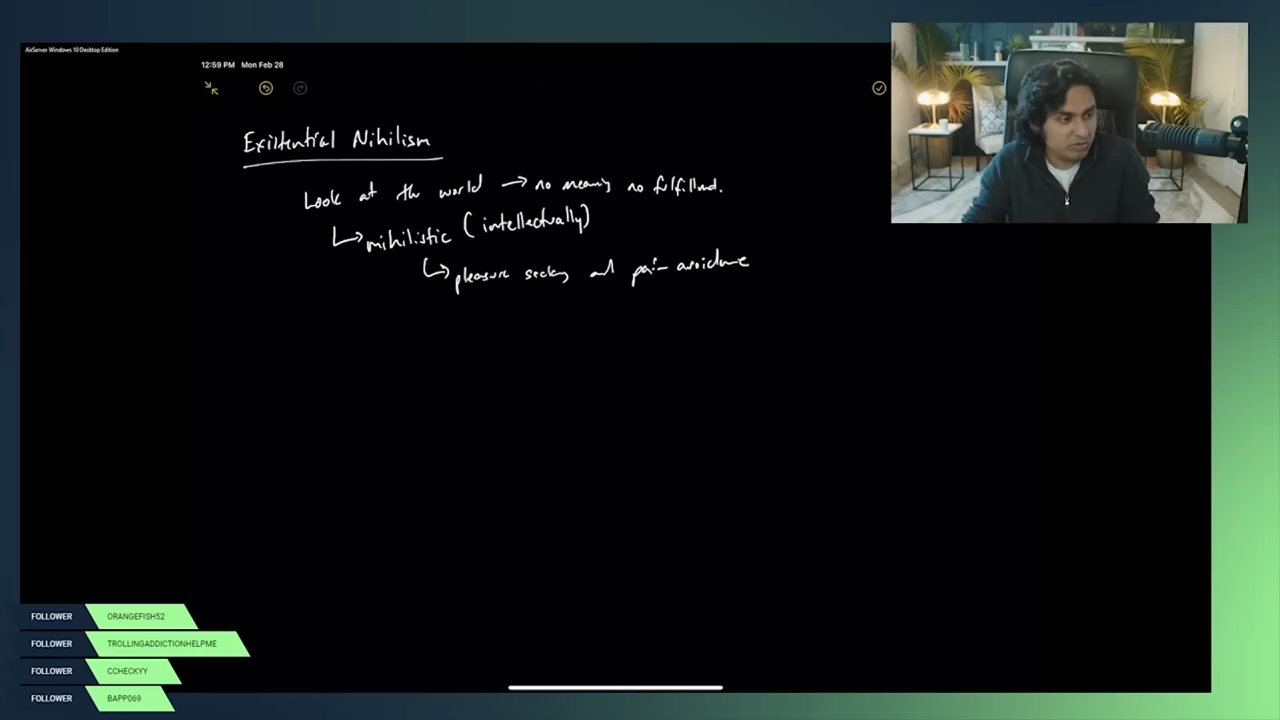 AirServer Windows 10 Desktop Edition
12:59 PM Mon Feb 28
Existential Nihilism
Look at the world → no meaning no fulfillment.
↳ nihilistic (intellectually)
↳ pleasure seeking and pain avoidance
FOLLOWER ORANGEFISH52
FOLLOWER TROLLINGADDICTIONHELPME
FOLLOWER CCHECKYY
FOLLOWER BAPP069